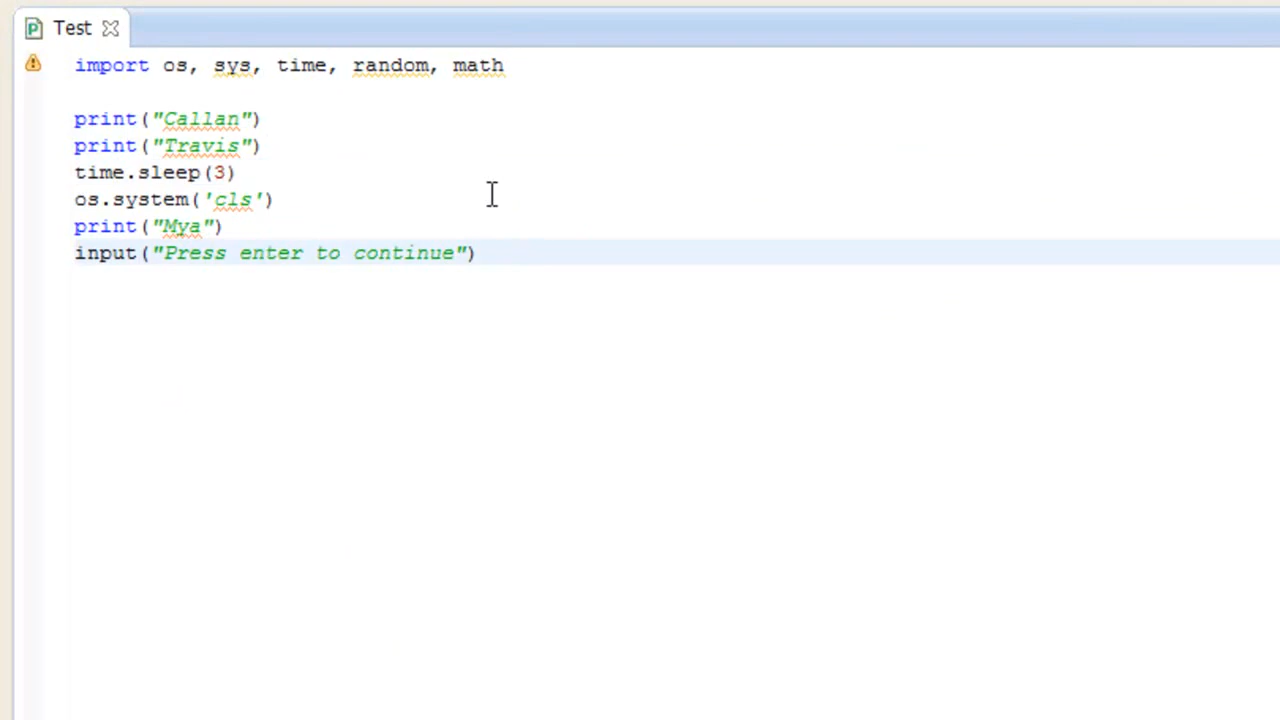 Test
import os, sys, time, random, math
print("Callan")
print("Travis")
time.sleep(3)
os.system('cls')
print("Mya")
input("Press enter to continue")